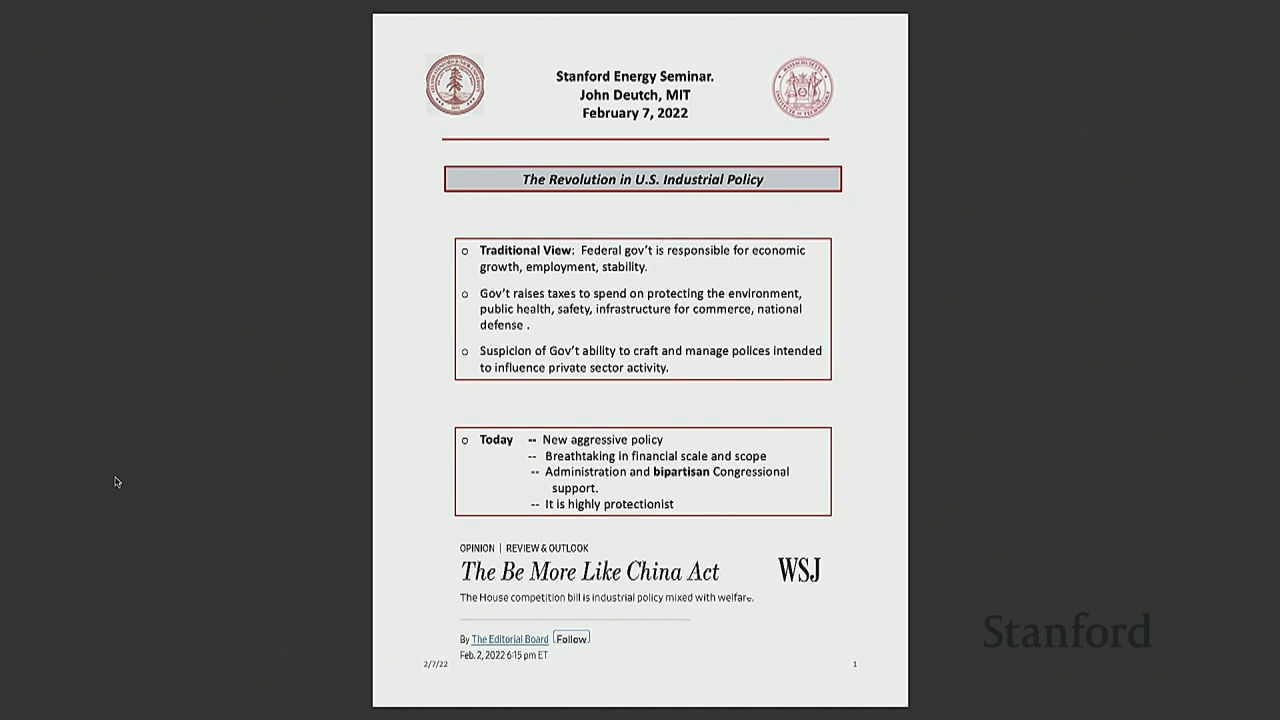 Stanford Energy Seminar.
John Deutch, MIT
February 7, 2022
The Revolution in U.S. Industrial Policy
o Traditional View: Federal gov't is responsible for economic
growth, employment, stability.
o Gov't raises taxes to spend on protecting the environment,
public health, safety, infrastructure for commerce, national
defense .
o Suspicion of Gov't ability to craft and manage polices intended
to influence private sector activity.
o Today -- New aggressive policy
-- Breathtaking in financial scale and scope
-- Administration and bipartisan Congressional
support.
-- It is highly protectionist
OPINION | REVIEW & OUTLOOK
The Be More Like China Act
WSJ
The House competition bill is industrial policy mixed with welfare.
By The Editorial Board Follow
Feb. 2, 2022 6:15 pm ET
2/7/22
1
Stanford